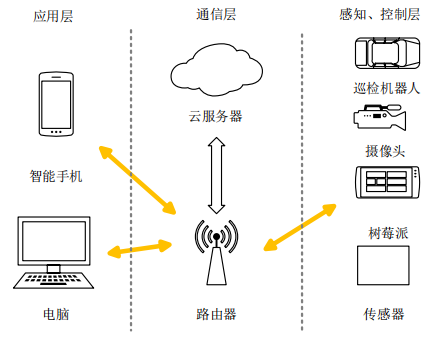 应用层
通信层
感知、控制层
云服务器
巡检机器人
摄像头
智能手机
树莓派
电脑
路由器
传感器